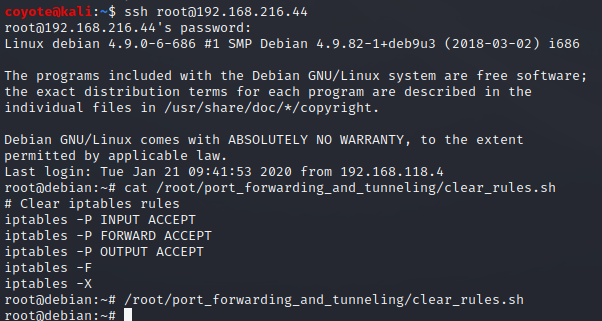 coyote@kali:~$ ssh root@192.168.216.44
root@192.168.216.44's password:
Linux debian 4.9.0-6-686 #1 SMP Debian 4.9.82-1+deb9u3 (2018-03-02) i686
The programs included with the Debian GNU/Linux system are free software;
the exact distribution terms for each program are described in the
individual files in /usr/share/doc/*/copyright.
Debian GNU/Linux comes with ABSOLUTELY NO WARRANTY, to the extent
permitted by applicable law.
Last login: Tue Jan 21 09:41:53 2020 from 192.168.118.4
root@debian:~# cat /root/port_forwarding_and_tunneling/clear_rules.sh
# Clear iptables rules
iptables -P INPUT ACCEPT
iptables -P FORWARD ACCEPT
iptables -P OUTPUT ACCEPT
iptables -F
iptables -X
root@debian:~# /root/port_forwarding_and_tunneling/clear_rules.sh
root@debian:~#